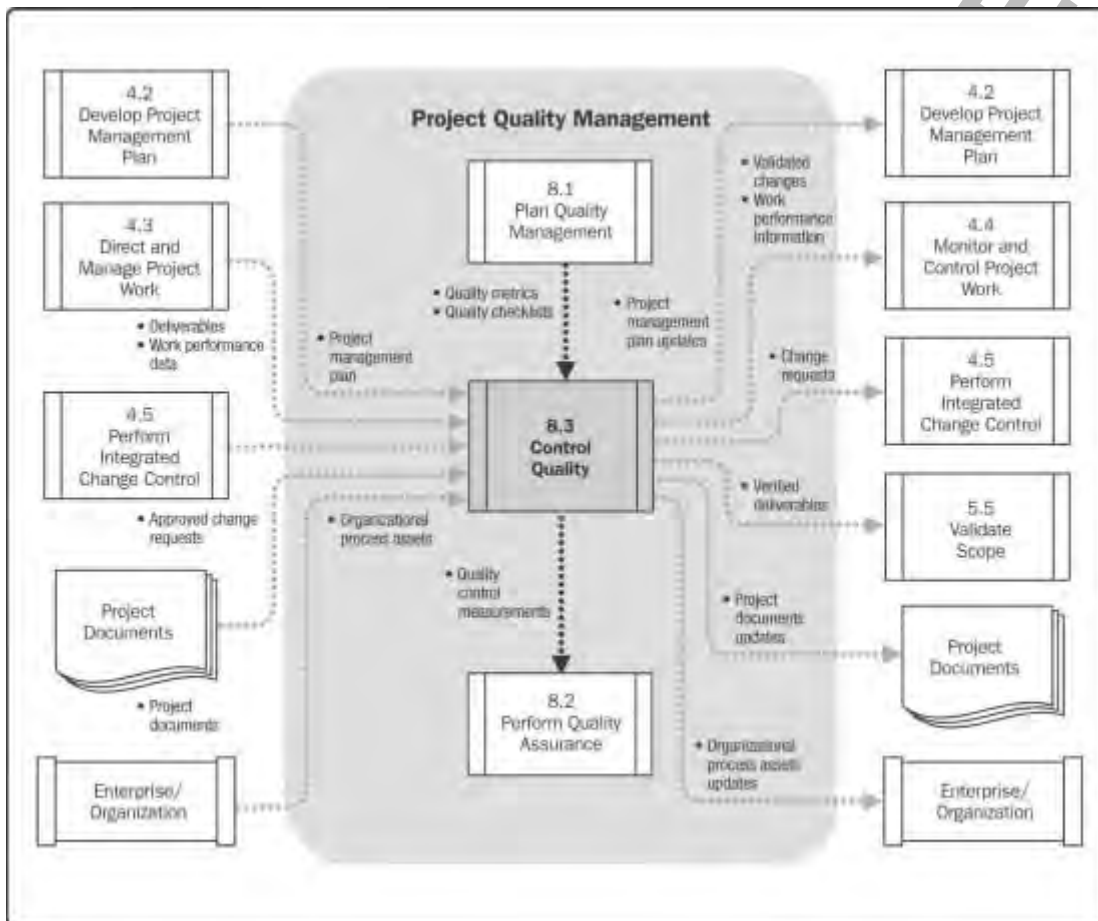 4.2
Develop Project
Management
Plan
4.3
Direct and
Manage Project
Work
• Deliverables
• Work performance
data
4.5
Perform
Integrated
Change Control
• Approved change
requests
Project
Documents
• Project
documents
Enterprise/
Organization
Project Quality Management
8.1
Plan Quality
Management
• Quality metrics
• Quality checklists
• Project
management
plan
8.3
Control
Quality
• Organizational
process assets
• Quality
control
measurements
8.2
Perform Quality
Assurance
• Validated
changes
• Work
performance
information
• Project
management
plan updates
• Change
requests
• Verified
deliverables
• Project
documents
updates
• Organizational
process assets
updates
4.2
Develop Project
Management
Plan
4.4
Monitor and
Control Project
Work
4.5
Perform
Integrated
Change Control
5.5
Validate
Scope
Project
Documents
Enterprise/
Organization